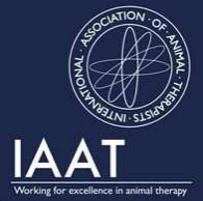 INTERNATIONAL · ASSOCIATION · OF · ANIMAL · THERAPISTS ·
IAAT
Working for excellence in animal therapy